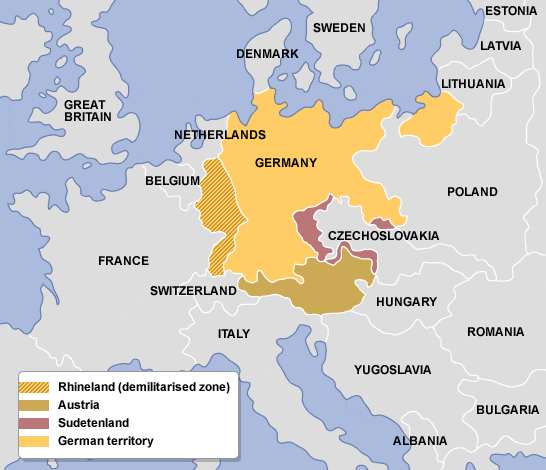 ESTONIA
SWEDEN
LATVIA
DENMARK
LITHUANIA
GREAT
BRITAIN
NETHERLANDS
GERMANY
BELGIUM
POLAND
CZECHOSLOVAKIA
FRANCE
SWITZERLAND
HUNGARY
ITALY
ROMANIA
YUGOSLAVIA
Rhineland (demilitarised zone)
Austria
Sudetenland
German territory
BULGARIA
ALBANIA